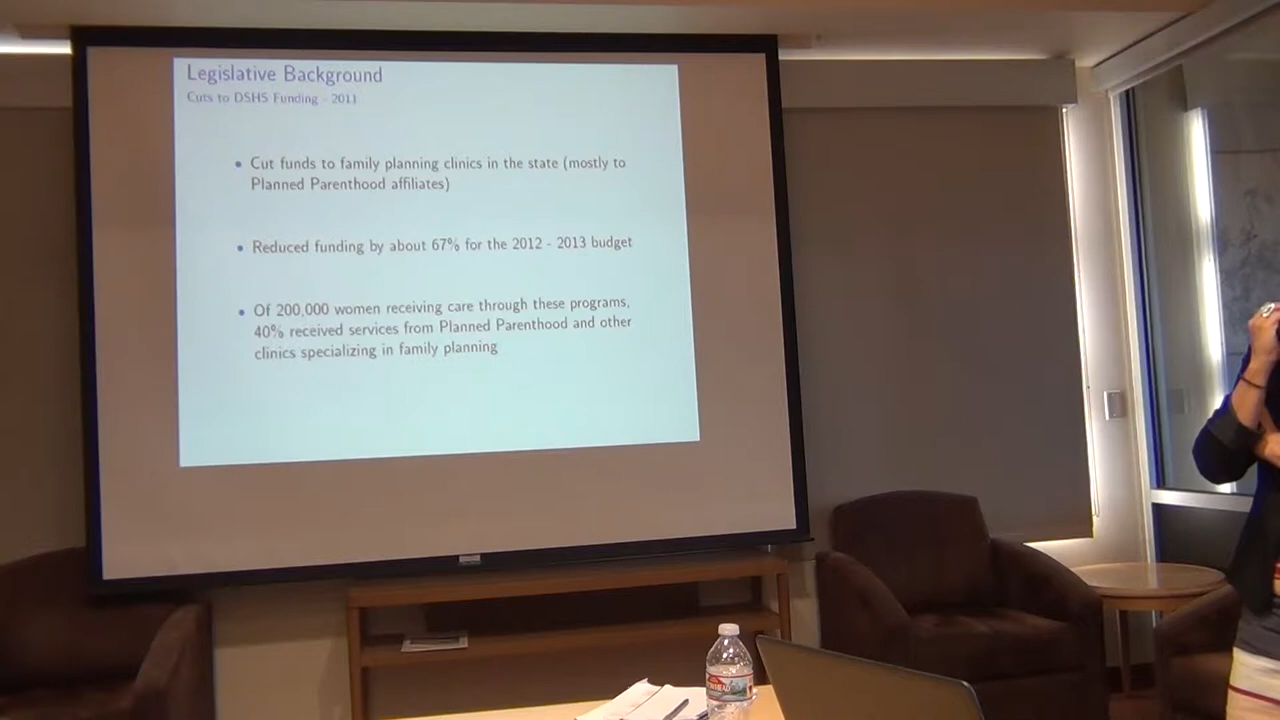 Legislative Background
Cuts to DSHS Funding - 2011
• Cut funds to family planning clinics in the state (mostly to
Planned Parenthood affiliates)
• Reduced funding by about 67% for the 2012 - 2013 budget
• Of 200,000 women receiving care through these programs,
40% received services from Planned Parenthood and other
clinics specializing in family planning